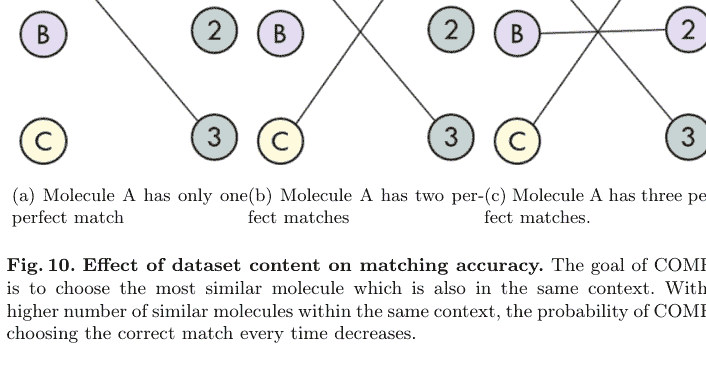 B 2 B 2 B 2
C 3 C 3 C 3
(a) Molecule A has only one (b) Molecule A has two per- (c) Molecule A has three pe
perfect match fect matches fect matches.
Fig. 10. Effect of dataset content on matching accuracy. The goal of COME
is to choose the most similar molecule which is also in the same context. With
higher number of similar molecules within the same context, the probability of COME
choosing the correct match every time decreases.